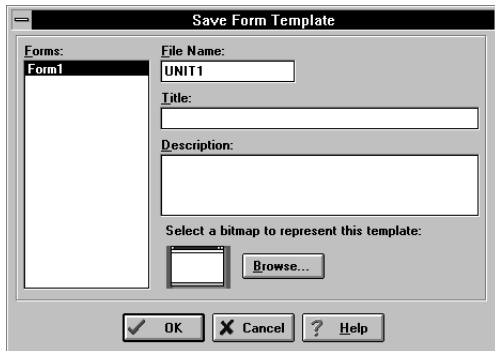 Save Form Template
Forms:
Form1
File Name:
UNIT1
Title:
Description:
Select a bitmap to represent this template:
Browse...
OK
Cancel
? Help